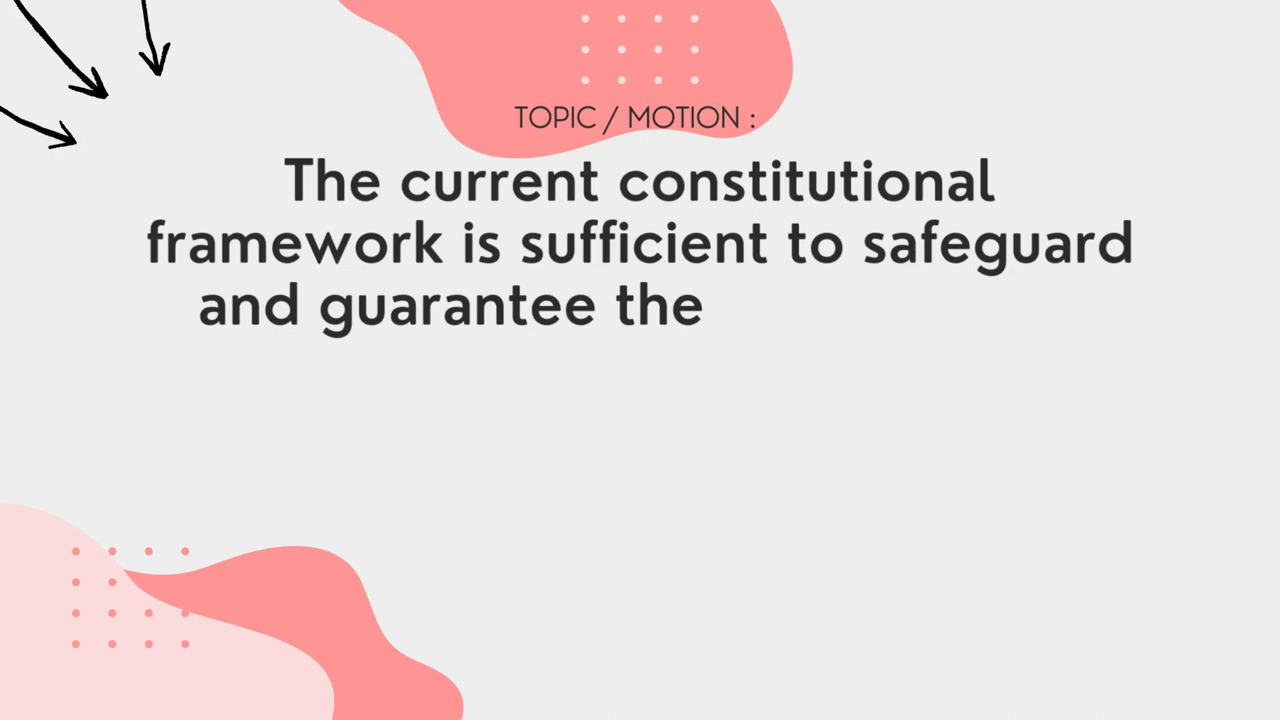 TOPIC / MOTION :
The current constitutional
framework is sufficient to safeguard
and guarantee the